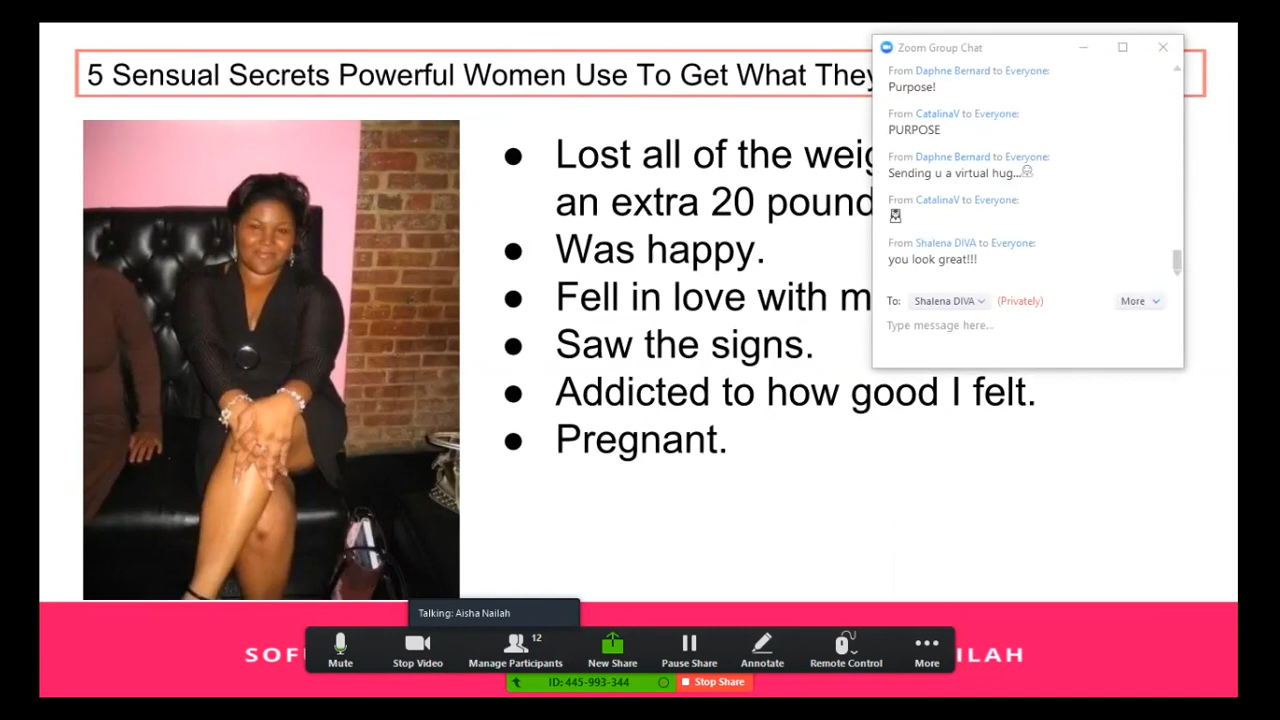 5 Sensual Secrets Powerful Women Use To Get What They
Zoom Group Chat
From Daphne Bernard to Everyone:
Purpose!
From CatalinaV to Everyone:
PURPOSE
From Daphne Bernard to Everyone:
Sending u a virtual hug...
From CatalinaV to Everyone:
From Shalena DIVA to Everyone:
you look great!!!
To: Shalena DIVA (Privately) More
Type message here...
● Lost all of the
an extra 20
● Was happy.
● Fell in love with
● Saw the signs.
● Addicted to how good I felt.
● Pregnant.
Talking: Aisha Nailah
12
Mute Stop Video Manage Participants New Share Pause Share Annotate Remote Control More
ID: 445-993-344 Stop Share